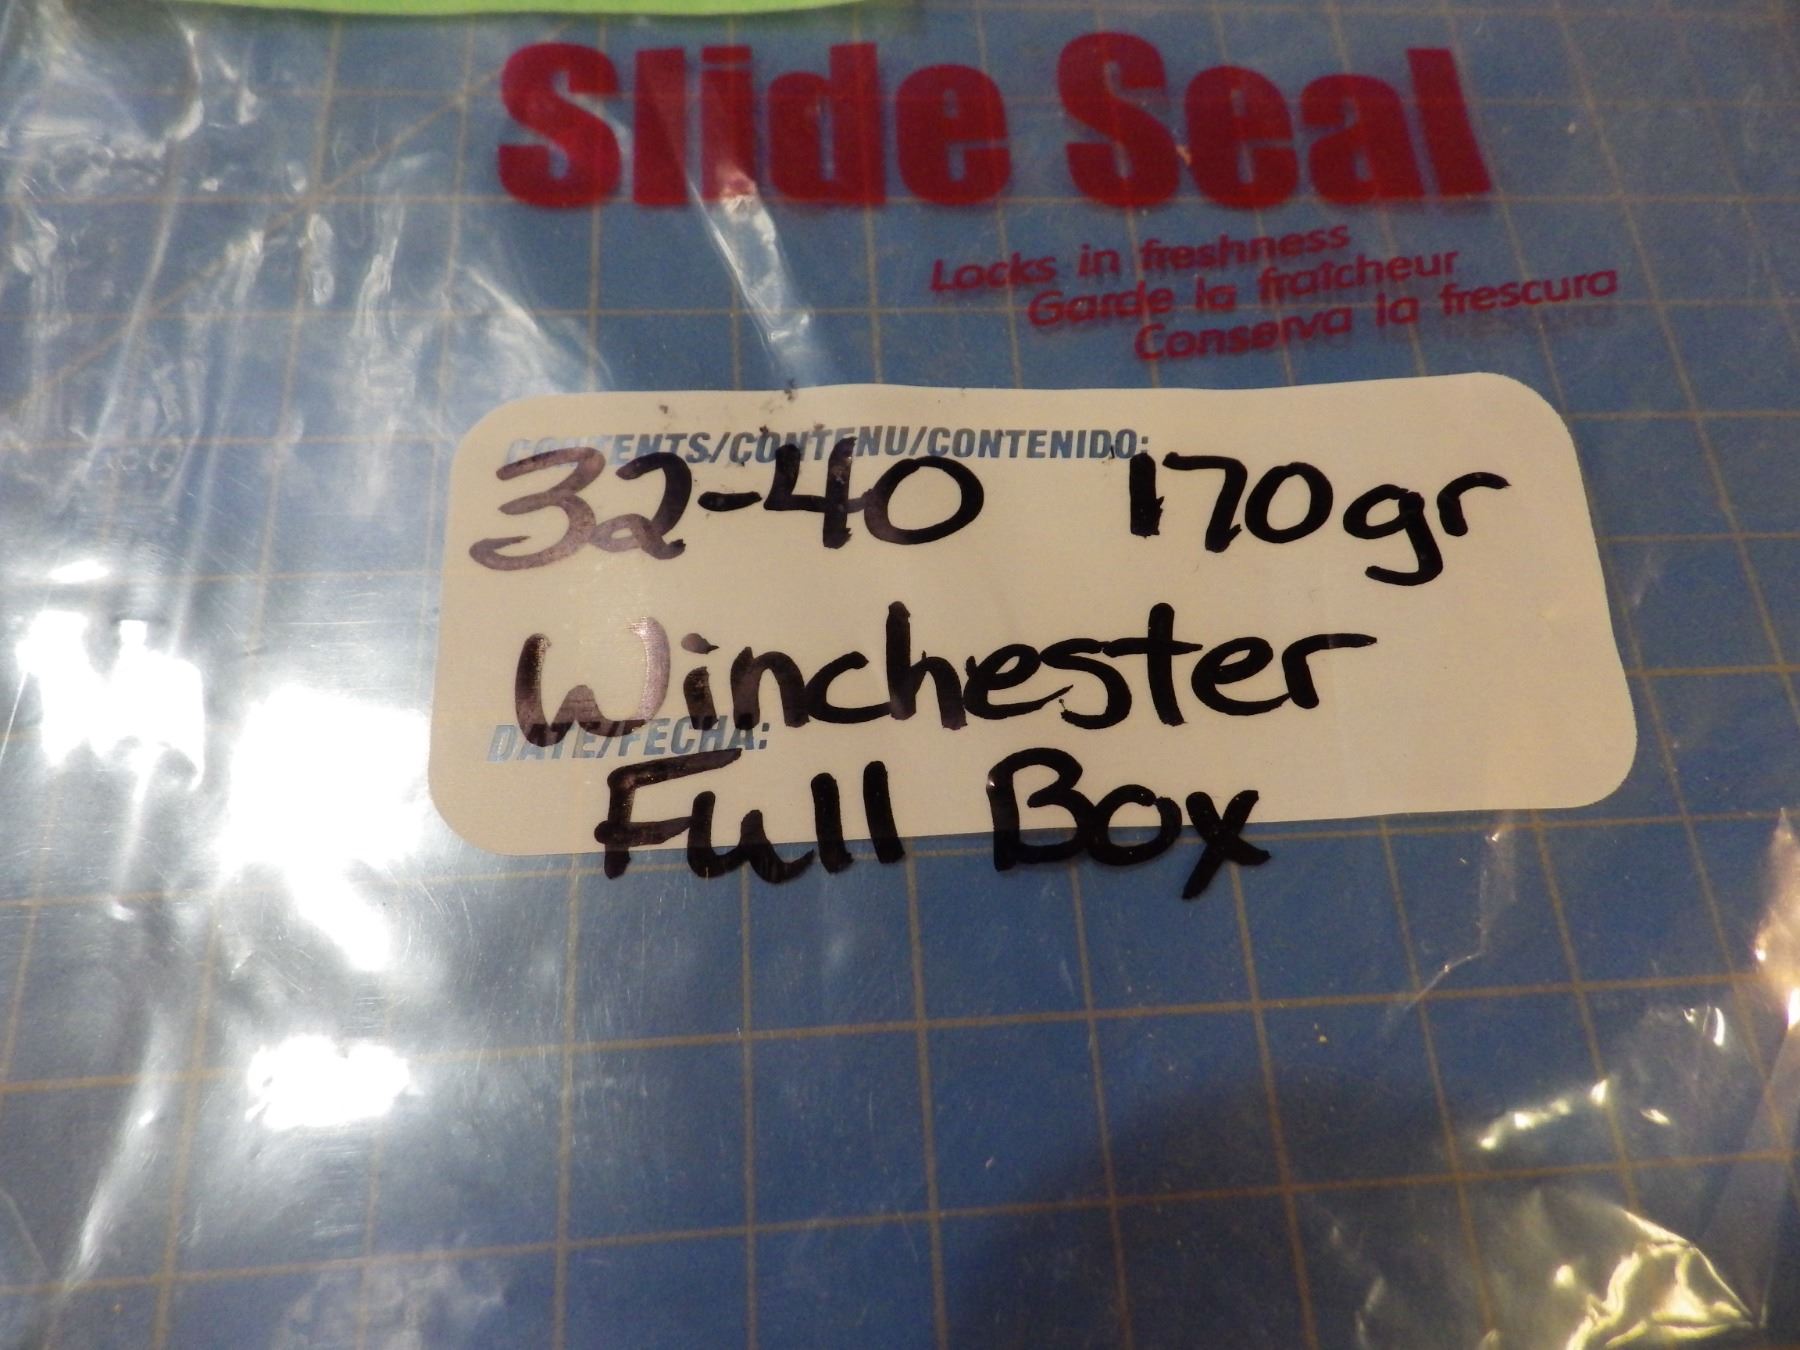 Slide Seal
Locks in freshness
Garde la fraîcheur
Conserva la frescura
CONTENTS/CONTENU/CONTENIDO:
32-40 170gr
Winchester
DATE/FECHA:
Full Box